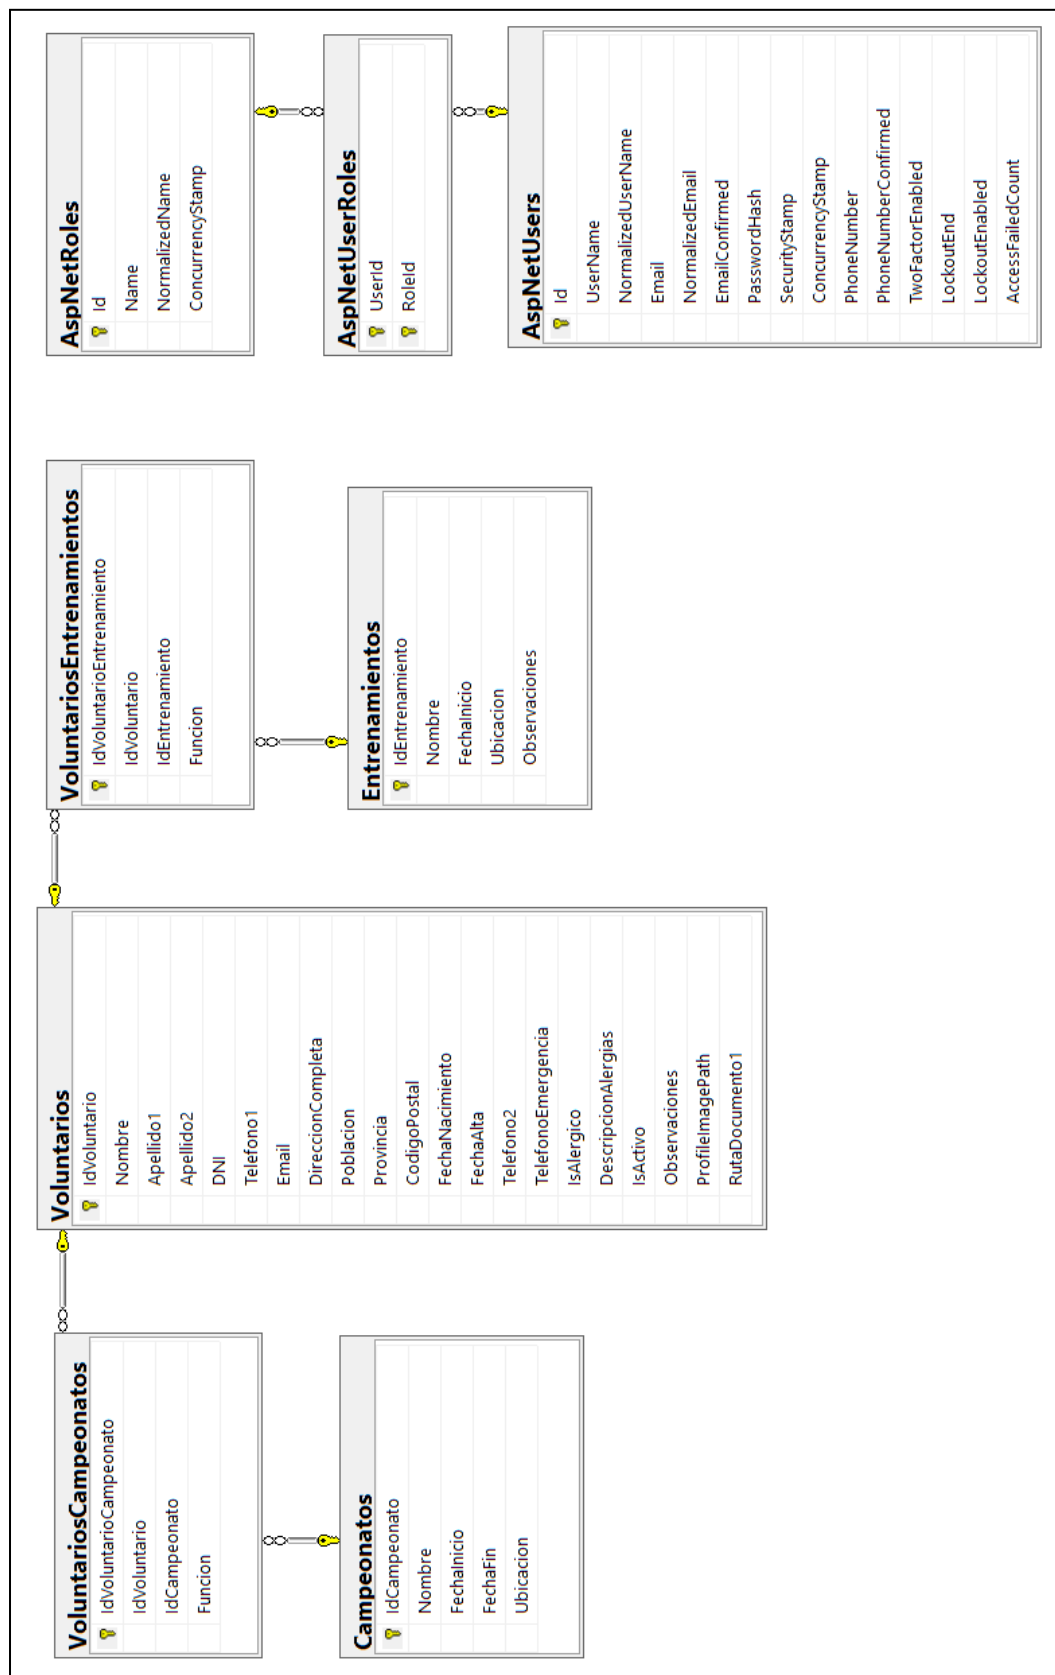 VoluntariosCampeonatos
IdVoluntarioCampeonato
IdVoluntario
IdCampeonato
Funcion
Campeonatos
IdCampeonato
Nombre
FechaInicio
FechaFin
Ubicacion
Voluntarios
IdVoluntario
Nombre
Apellido1
Apellido2
DNI
Telefono1
Email
DireccionCompleta
Poblacion
Provincia
CodigoPostal
FechaNacimiento
FechaAlta
Telefono2
TelefonoEmergencia
IsAlergico
DescripcionAlergias
IsActivo
Observaciones
ProfileImagePath
RutaDocumento1
VoluntariosEntrenamientos
IdVoluntarioEntrenamiento
IdVoluntario
IdEntrenamiento
Funcion
Entrenamientos
IdEntrenamiento
Nombre
FechaInicio
Ubicacion
Observaciones
AspNetRoles
Id
Name
NormalizedName
ConcurrencyStamp
AspNetUserRoles
UserId
RoleId
AspNetUsers
Id
UserName
NormalizedUserName
Email
NormalizedEmail
EmailConfirmed
PasswordHash
SecurityStamp
ConcurrencyStamp
PhoneNumber
PhoneNumberConfirmed
TwoFactorEnabled
LockoutEnd
LockoutEnabled
AccessFailedCount